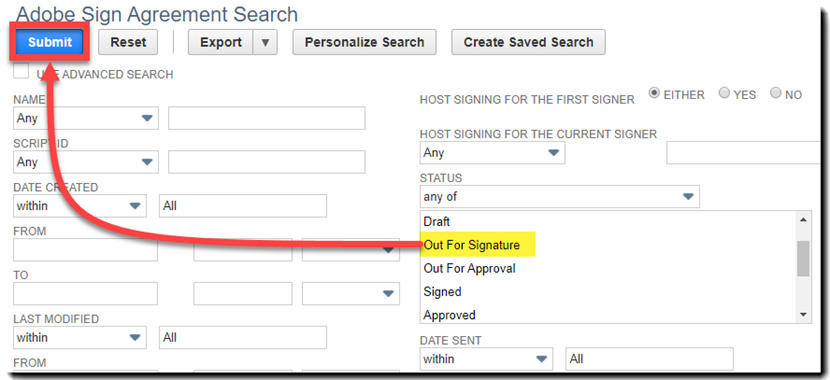 Adobe Sign Agreement Search
Submit Reset Export Personalize Search Create Saved Search
USE ADVANCED SEARCH
NAME
Any
SCRIPT ID
Any
DATE CREATED
within All
FROM
TO
LAST MODIFIED
within All
FROM
HOST SIGNING FOR THE FIRST SIGNER EITHER YES NO
HOST SIGNING FOR THE CURRENT SIGNER
Any
STATUS
any of
Draft
Out For Signature
Out For Approval
Signed
Approved
DATE SENT
within All